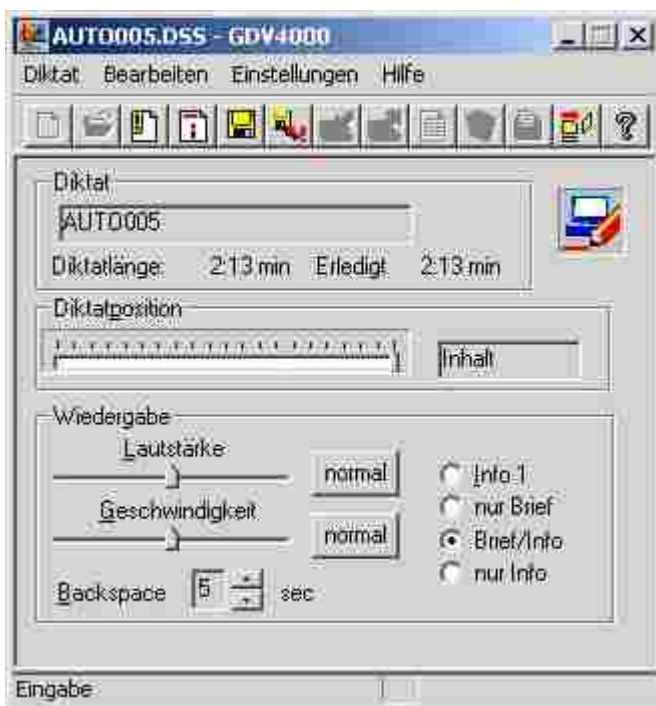 AUTO005.DSS - GDV4000
Diktat Bearbeiten Einstellungen Hilfe
Diktat
AUTO005
Diktatlänge: 2:13 min Erledigt 2:13 min
Diktatposition
Inhalt
Wiedergabe
Lautstärke
normal
Info 1
Geschwindigkeit
nur Brief
normal
Brief/Info
nur Info
Backspace 5 sec
Eingabe